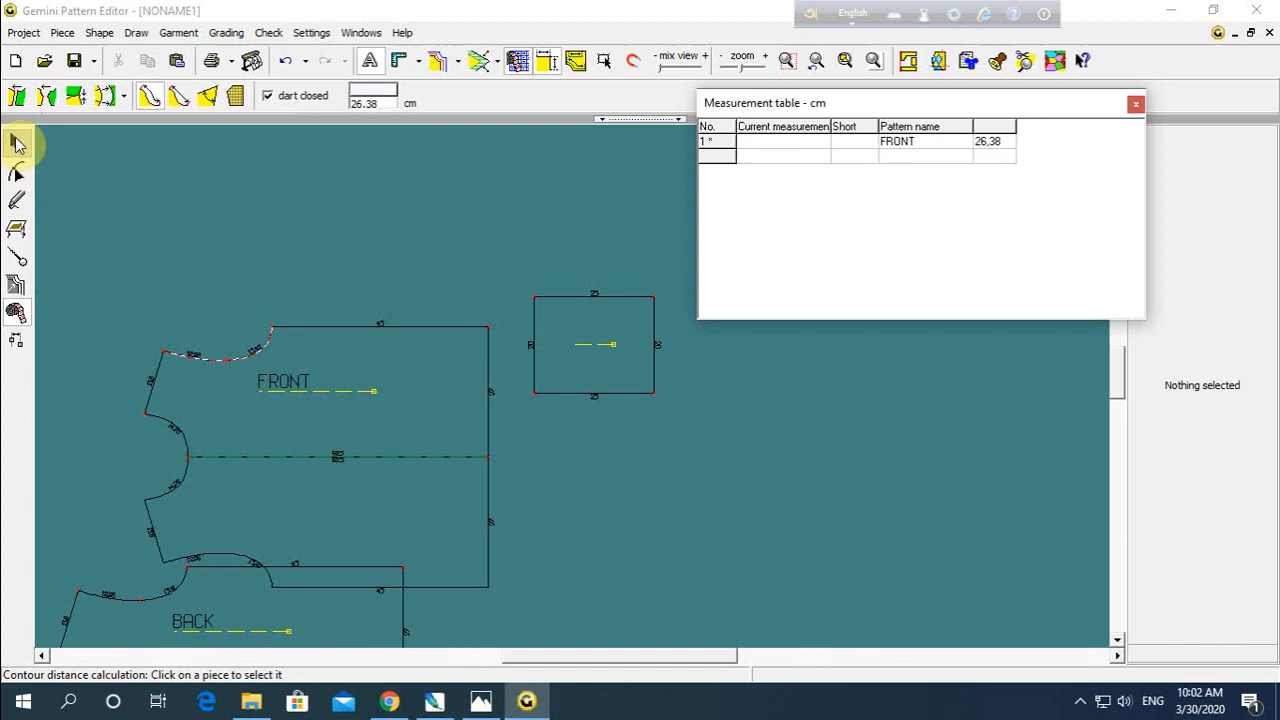 Gemini Pattern Editor - [NONAME1]
English
Project Piece Shape Draw Garment Grading Check Settings Windows Help
- mix view +
- zoom +
dart closed
26.38 cm
Measurement table - cm
No. Current measuremen Short Pattern name
1 * FRONT 26,38
Nothing selected
FRONT
BACK
Contour distance calculation: Click on a piece to select it
ENG
10:02 AM
3/30/2020